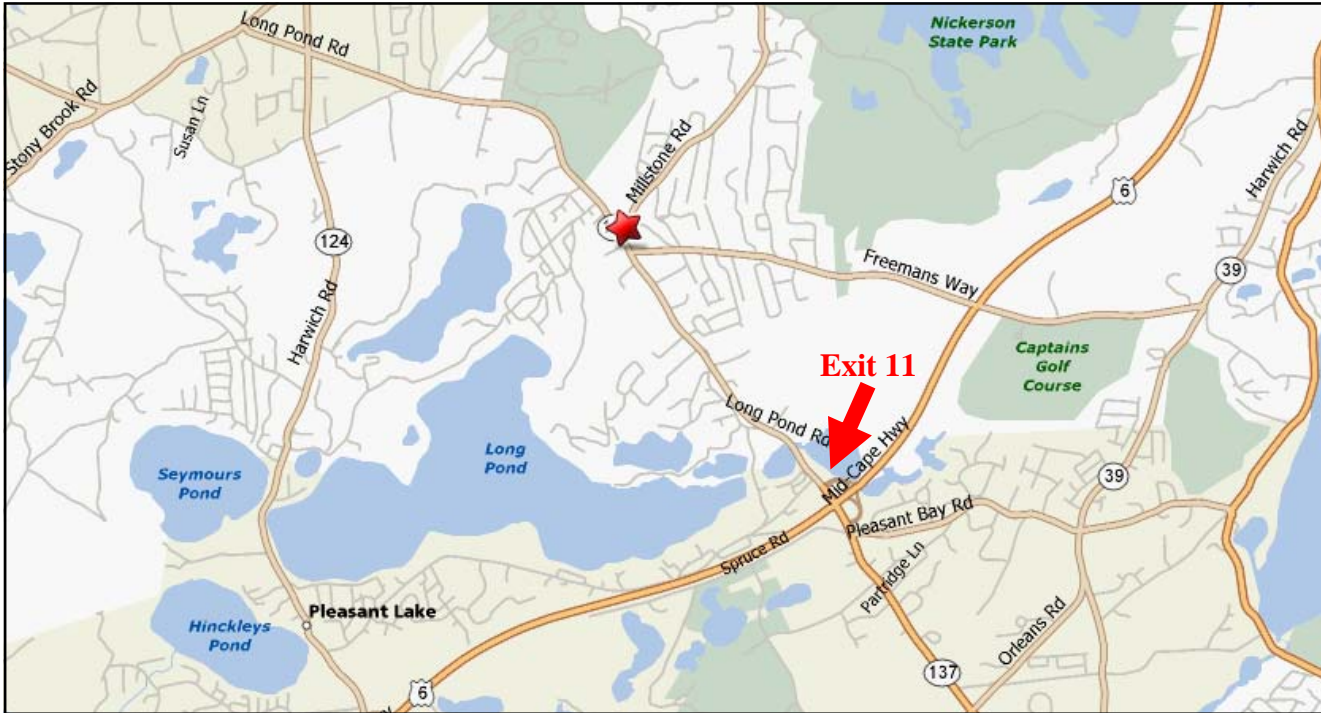 Long Pond Rd
Nickerson
State Park
Stony Brook Rd
Susan Ln
Millstone Rd
6
Harwich Rd
124
Harwich Rd
Freemans Way
39
Exit 11
Captains
Golf
Course
Long Pond Rd
Mid-Cape Hwy
Long
Pond
Seymours
Pond
39
Pleasant Bay Rd
Spruce Rd
Partridge Ln
Pleasant Lake
Hinckleys
Pond
Orleans Rd
137
6